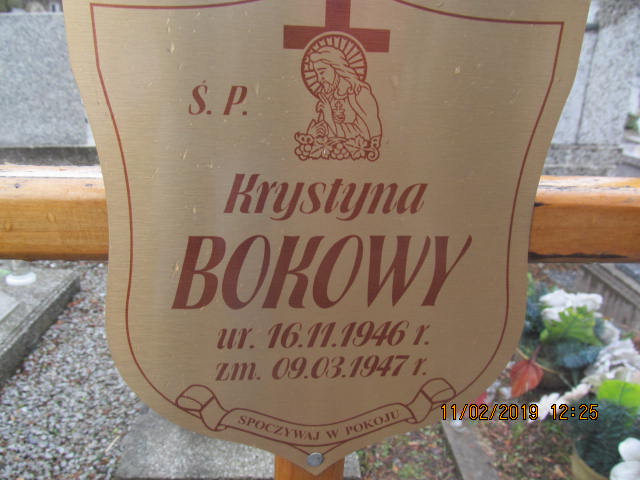 Ś. P.
Krystyna
BOKOWY
ur. 16.11.1946 r.
zm. 09.03.1947 r.
SPOCZYWAJ W POKOJU
11/02/2019 12:25